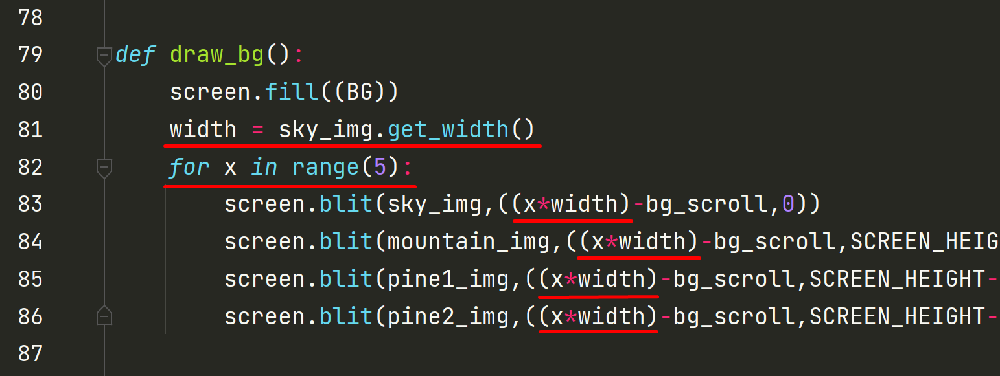 78
79 def draw_bg():
80 screen.fill((BG))
81 width = sky_img.get_width()
82 for x in range(5):
83 screen.blit(sky_img,((x*width)-bg_scroll,0))
84 screen.blit(mountain_img,((x*width)-bg_scroll,SCREEN_HEIG
85 screen.blit(pine1_img,((x*width)-bg_scroll,SCREEN_HEIGHT-
86 screen.blit(pine2_img,((x*width)-bg_scroll,SCREEN_HEIGHT-
87